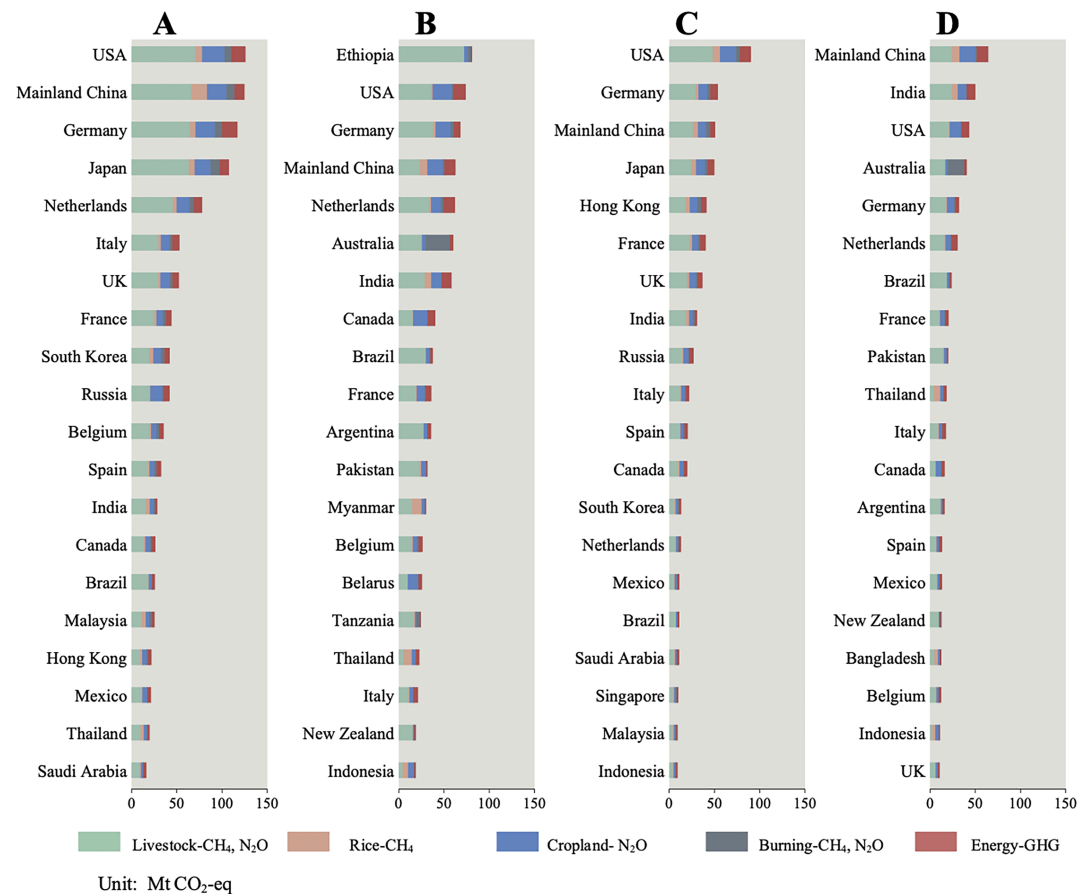 A
USA
Mainland China
Germany
Japan
Netherlands
Italy
UK
France
South Korea
Russia
Belgium
Spain
India
Canada
Brazil
Malaysia
Hong Kong
Mexico
Thailand
Saudi Arabia
0 50 100 150
B
Ethiopia
USA
Germany
Mainland China
Netherlands
Australia
India
Canada
Brazil
France
Argentina
Pakistan
Myanmar
Belgium
Belarus
Tanzania
Thailand
Italy
New Zealand
Indonesia
0 50 100 150
C
USA
Germany
Mainland China
Japan
Hong Kong
France
UK
India
Russia
Italy
Spain
Canada
South Korea
Netherlands
Mexico
Brazil
Saudi Arabia
Singapore
Malaysia
Indonesia
0 50 100 150
D
Mainland China
India
USA
Australia
Germany
Netherlands
Brazil
France
Pakistan
Thailand
Italy
Canada
Argentina
Spain
Mexico
New Zealand
Bangladesh
Belgium
Indonesia
UK
0 50 100 150
Livestock-CH₄, N₂O Rice-CH₄ Cropland- N₂O Burning-CH₄, N₂O Energy-GHG
Unit: Mt CO₂-eq